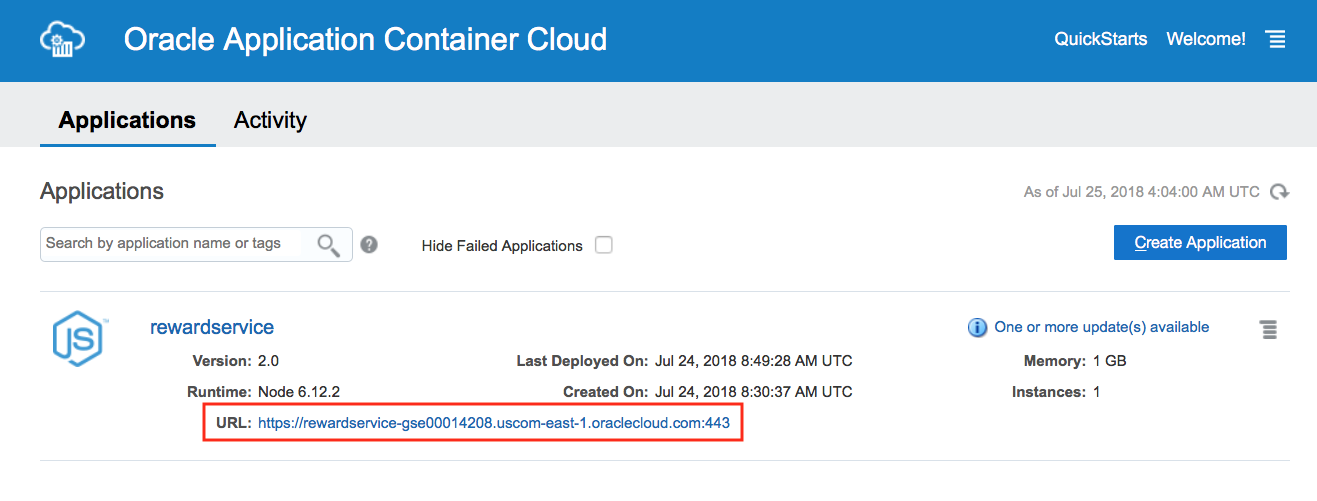 Oracle Application Container Cloud
QuickStarts Welcome!
Applications Activity
Applications
As of Jul 25, 2018 4:04:00 AM UTC
Search by application name or tags ?
Hide Failed Applications
Create Application
JS™
rewardservice
i One or more update(s) available
Version: 2.0 Last Deployed On: Jul 24, 2018 8:49:28 AM UTC Memory: 1 GB
Runtime: Node 6.12.2 Created On: Jul 24, 2018 8:30:37 AM UTC Instances: 1
URL: https://rewardservice-gse00014208.uscom-east-1.oraclecloud.com:443